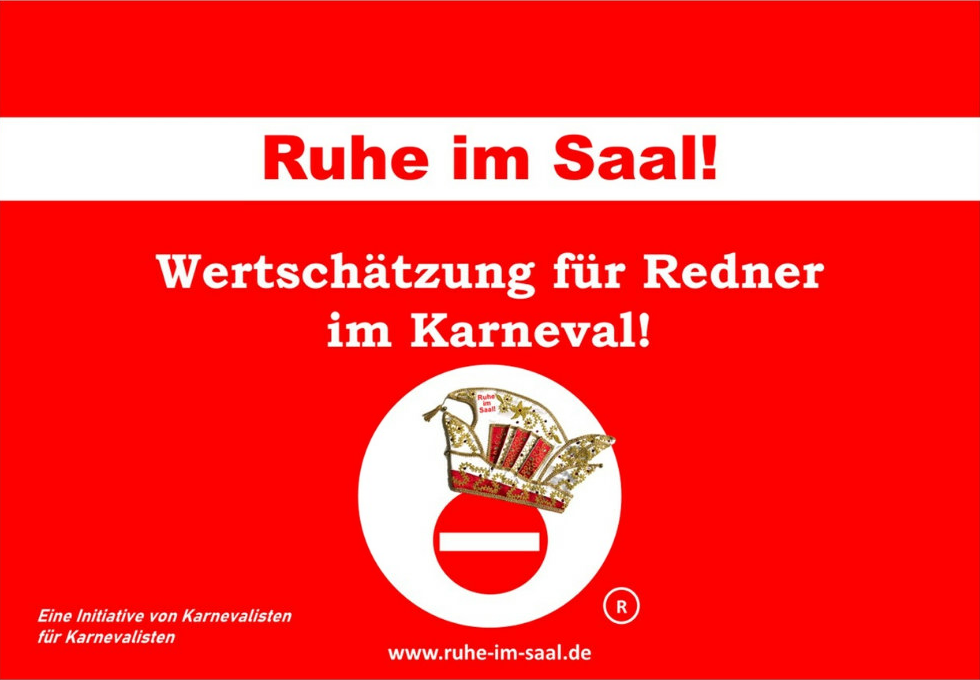 Ruhe im Saal!
Wertschätzung für Redner
im Karneval!
Ruhe
im
Saal!
R
Eine Initiative von Karnevalisten
für Karnevalisten
www.ruhe-im-saal.de